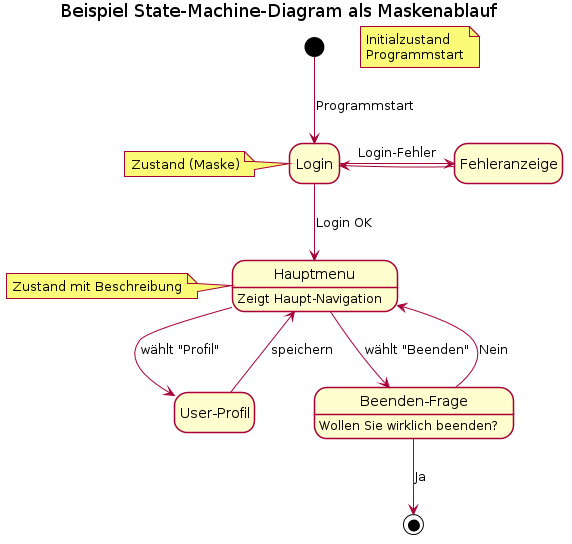 Beispiel State-Machine-Diagram als Maskenablauf
Initialzustand
Programmstart
Programmstart
Zustand (Maske)
Login
Login-Fehler
Fehleranzeige
Login OK
Zustand mit Beschreibung
Hauptmenu
Zeigt Haupt-Navigation
wählt "Profil"
speichern
wählt "Beenden"
Nein
User-Profil
Beenden-Frage
Wollen Sie wirklich beenden?
Ja